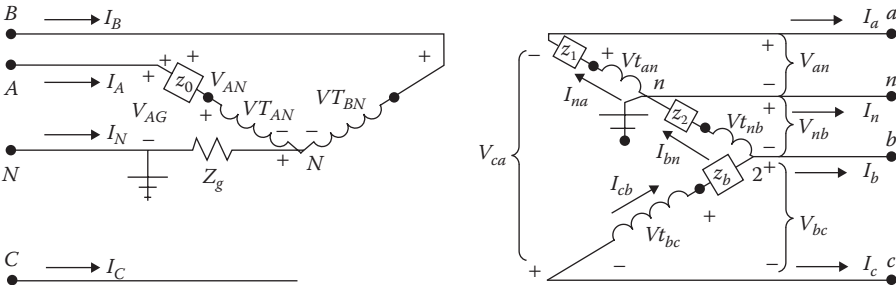 B
I_B
A
I_A
z_0
V_AN
V_AG
VT_AN
VT_BN
+
+
+
+
+
−
−
−
N
I_N
Z_g
N
C
I_C
I_a
a
z_1
+
Vt_an
−
+
V_an
−
n
n
I_na
I_n
z_2
Vt_nb
+
V_nb
−
b
V_ca
I_bn
I_cb
z_b
2
+
I_b
+
Vt_bc
−
V_bc
−
+
I_c
c